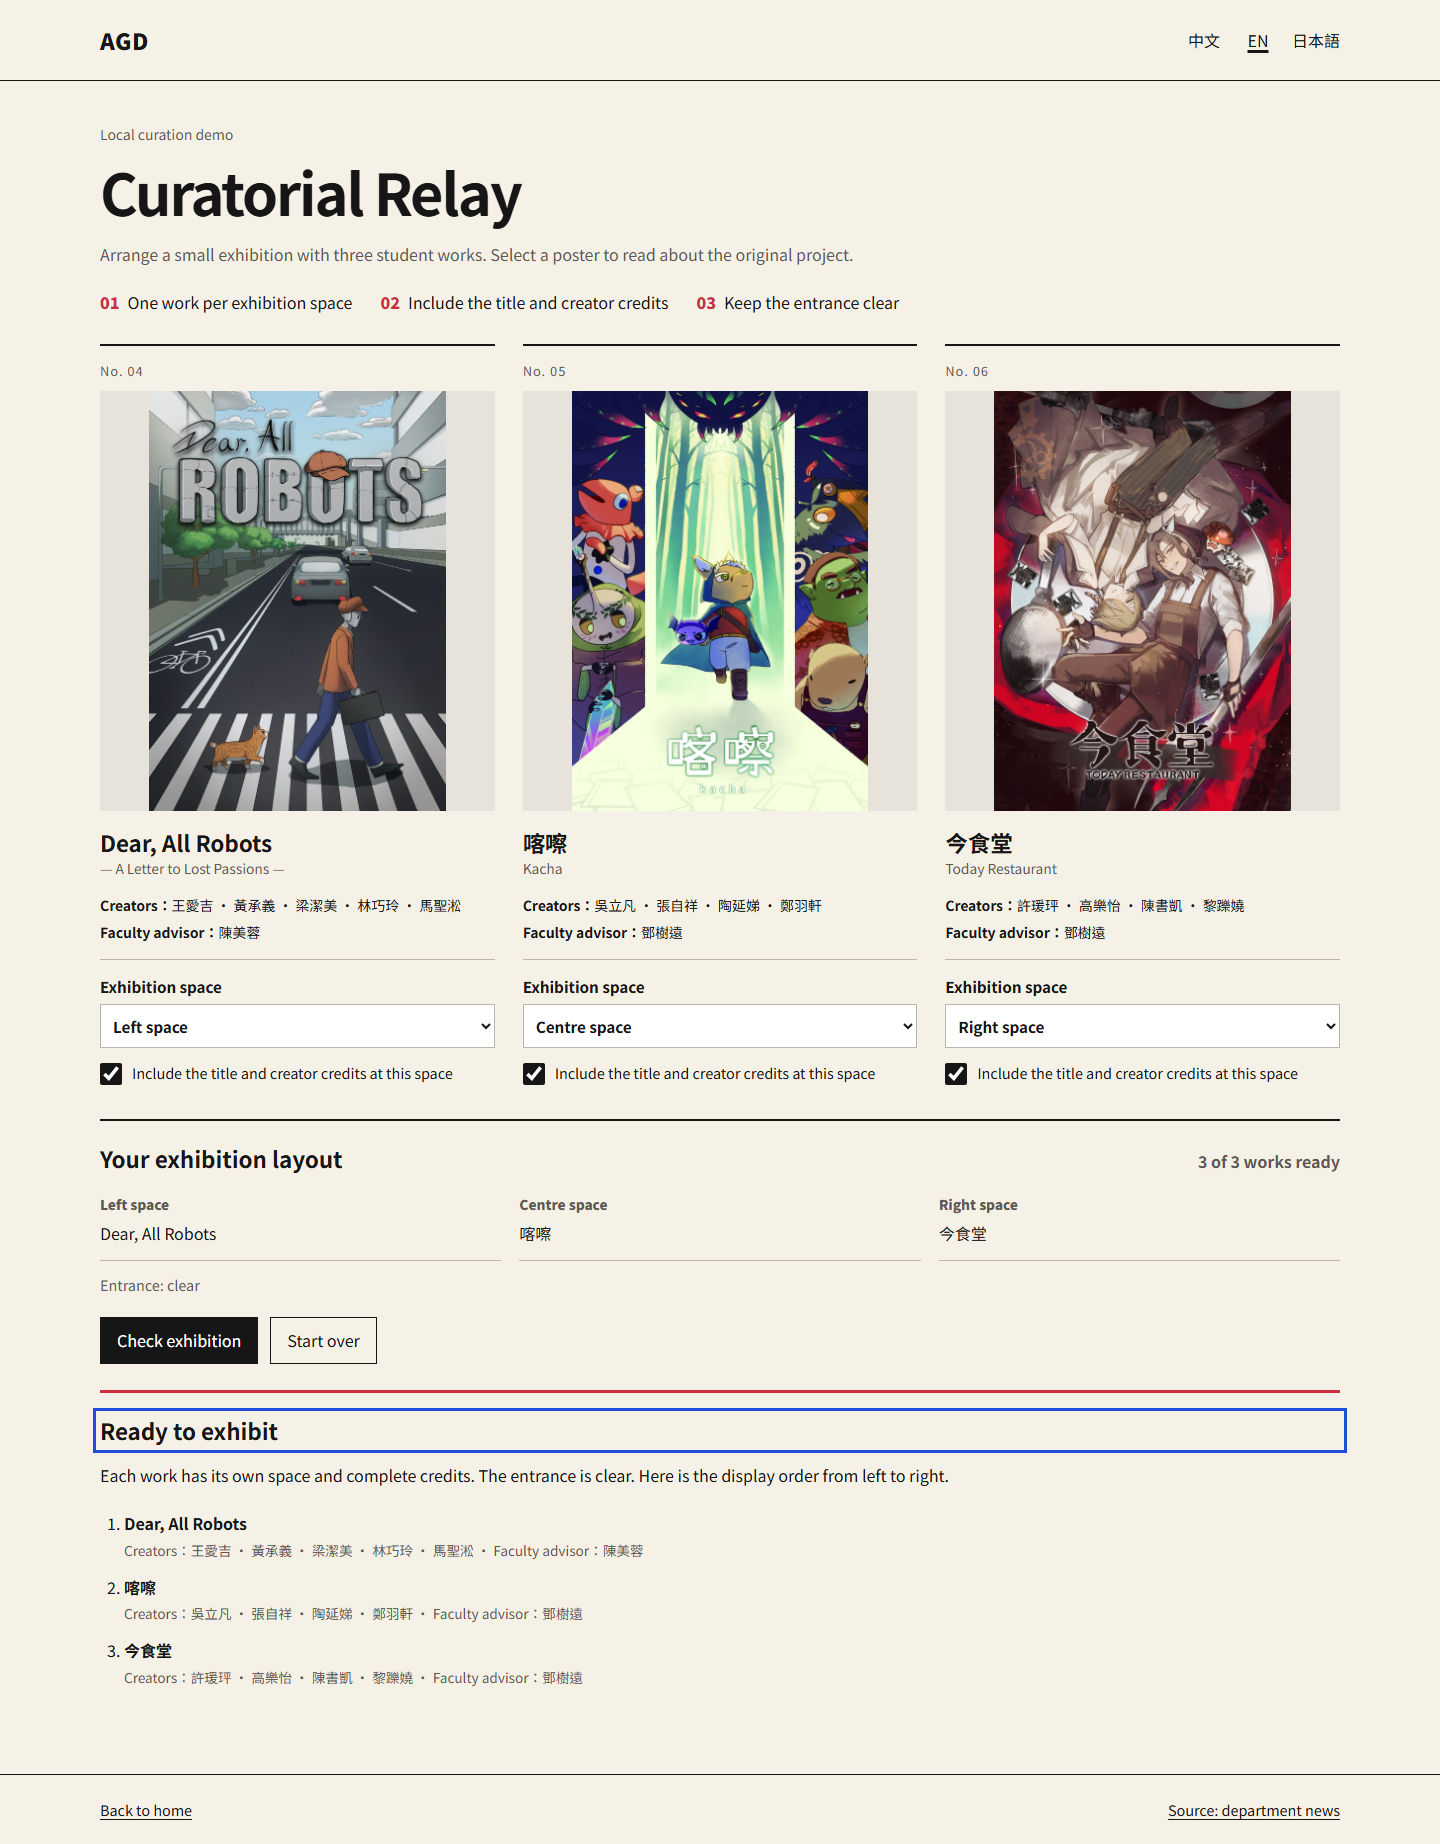 AGD
中文 EN 日本語
Local curation demo
Curatorial Relay
Arrange a small exhibition with three student works. Select a poster to read about the original project.
01 One work per exhibition space 02 Include the title and creator credits 03 Keep the entrance clear
No. 04
Dear, All
ROBOTS
Dear, All Robots
— A Letter to Lost Passions —
Creators：王愛吉 ・ 黃承義 ・ 梁潔美 ・ 林巧玲 ・ 馬聖淞
Faculty advisor：陳美蓉
Exhibition space
Left space
Include the title and creator credits at this space
No. 05
喀嚓
kacha
喀嚓
Kacha
Creators：吳立凡 ・ 張自祥 ・ 陶延娣 ・ 鄭羽軒
Faculty advisor：鄧樹遠
Exhibition space
Centre space
Include the title and creator credits at this space
No. 06
今食堂
TODAY RESTAURANT
今食堂
Today Restaurant
Creators：許瑗玶 ・ 高樂怡 ・ 陳書凱 ・ 黎躒嬈
Faculty advisor：鄧樹遠
Exhibition space
Right space
Include the title and creator credits at this space
Your exhibition layout
3 of 3 works ready
Left space
Dear, All Robots
Centre space
喀嚓
Right space
今食堂
Entrance: clear
Check exhibition
Start over
Ready to exhibit
Each work has its own space and complete credits. The entrance is clear. Here is the display order from left to right.
1. Dear, All Robots
Creators：王愛吉 ・ 黃承義 ・ 梁潔美 ・ 林巧玲 ・ 馬聖淞 ・ Faculty advisor：陳美蓉
2. 喀嚓
Creators：吳立凡 ・ 張自祥 ・ 陶延娣 ・ 鄭羽軒 ・ Faculty advisor：鄧樹遠
3. 今食堂
Creators：許瑗玶 ・ 高樂怡 ・ 陳書凱 ・ 黎躒嬈 ・ Faculty advisor：鄧樹遠
Back to home
Source: department news